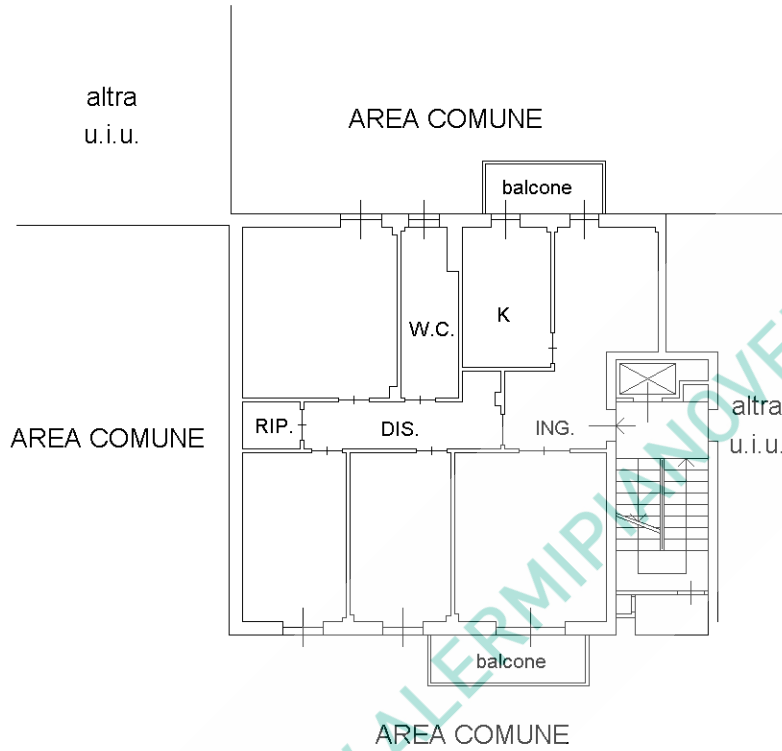 altra
u.i.u.
AREA COMUNE
balcone
K
W.C.
RIP.
DIS.
ING.
AREA COMUNE
altra
u.i.u.
balcone
AREA COMUNE